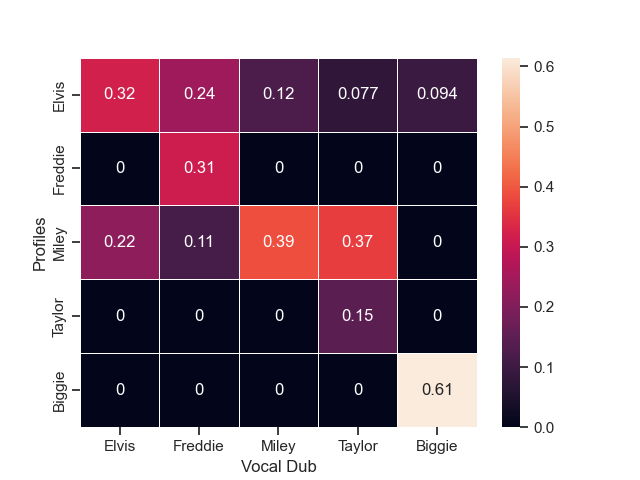 Elvis 0.32 0.24 0.12 0.077 0.094
Freddie 0 0.31 0 0 0
Miley 0.22 0.11 0.39 0.37 0
Taylor 0 0 0 0.15 0
Biggie 0 0 0 0 0.61
Profiles
Elvis Freddie Miley Taylor Biggie
Vocal Dub
0.6
0.5
0.4
0.3
0.2
0.1
0.0